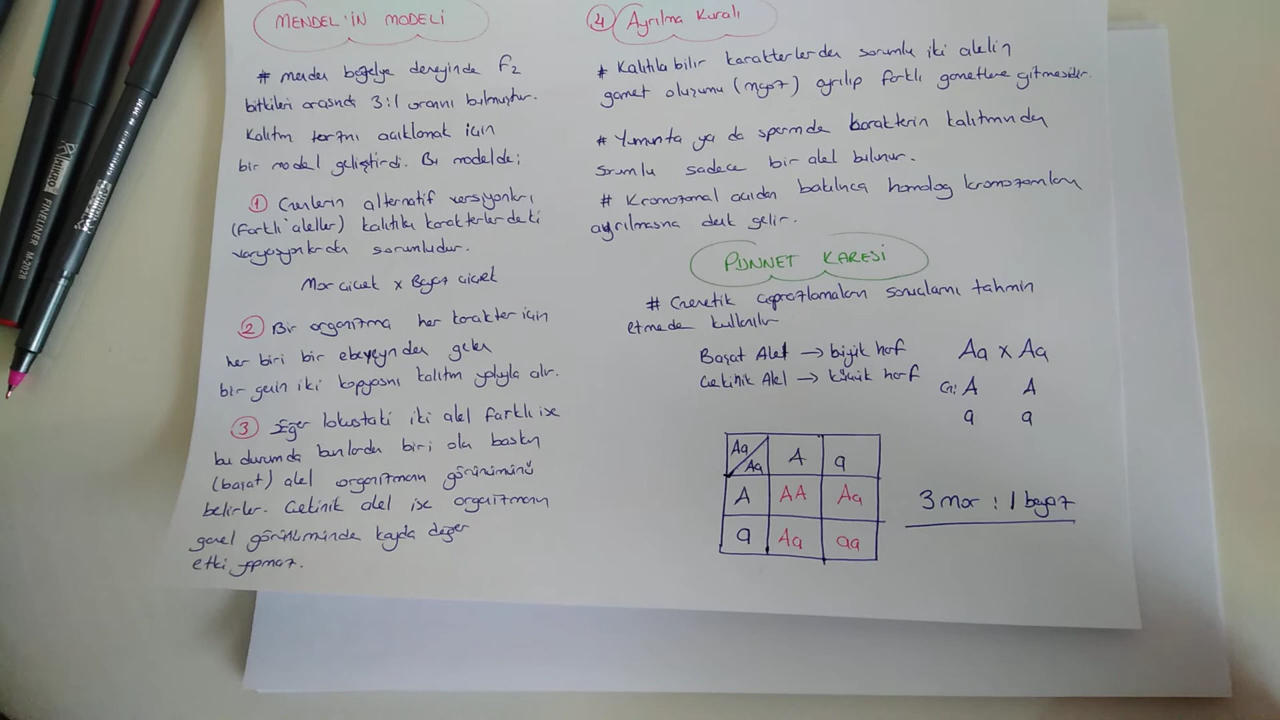 MENDEL'İN MODELİ
# mendel bezelye deneyinde F2
bitkileri arasında 3:1 oranını bulmuştur.
Kalıtım tarzını açıklamak için
bir model geliştirdi. Bu modelde;
① Genlerin alternatif versiyonları
(farklı aleller) kalıtılan karakterlerdeki
varyasyonlardan sorumludur.
Mor çiçek x Beyaz çiçek
② Bir organizma her karakter için
her biri bir ebeveynden gelen
bir genin iki kopyasını kalıtım yoluyla alır.
③ Eğer lokustaki iki alel farklı ise
bu durumda bunlardan biri olan baskın
(başat) alel organizmanın görünümünü
belirler. Çekinik alel ise organizmanın
genel görünümünde kayda değer
etki yapmaz.
④ Ayrılma Kuralı
# Kalıtılabilir karakterlerden sorumlu iki alelin
gamet oluşumu (mayoz) ayrılıp farklı gametlere gitmesidir.
# Yumurta ya da spermde karakterin kalıtımından
sorumlu sadece bir alel bulunur.
# Kromozomal açıdan bakılınca homolog kromozomların
ayrılmasına denk gelir.
PUNNET KARESİ
# Genetik çaprazlamaların sonuçlarını tahmin
etmede kullanılır
Başat Alel → büyük harf
Çekinik Alel → küçük harf
Aa x Aa
G: A A
a a
Aa Aa A a
A AA Aa
a Aa aa
3 mor : 1 beyaz
MIKRO FINELINER M-2028